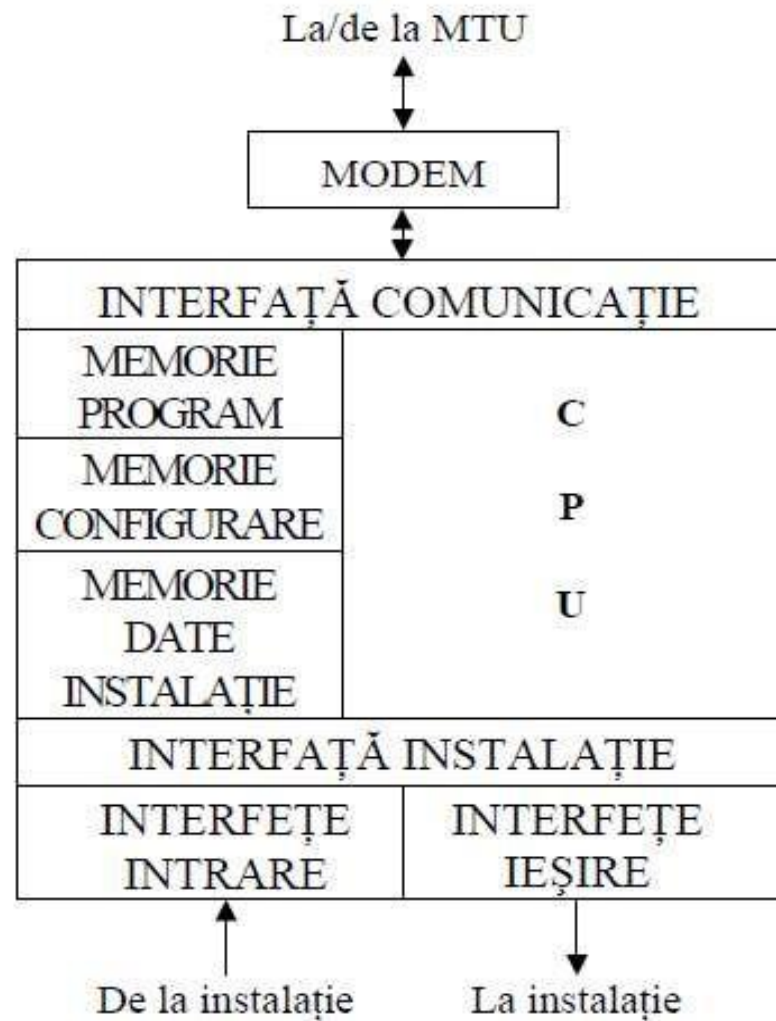 La/de la MTU
MODEM
INTERFAȚĂ COMUNICAȚIE
MEMORIE
PROGRAM
MEMORIE
CONFIGURARE
MEMORIE
DATE
INSTALAȚIE
C
P
U
INTERFAȚĂ INSTALAȚIE
INTERFEȚE
INTRARE
INTERFEȚE
IEŞIRE
De la instalație
La instalație